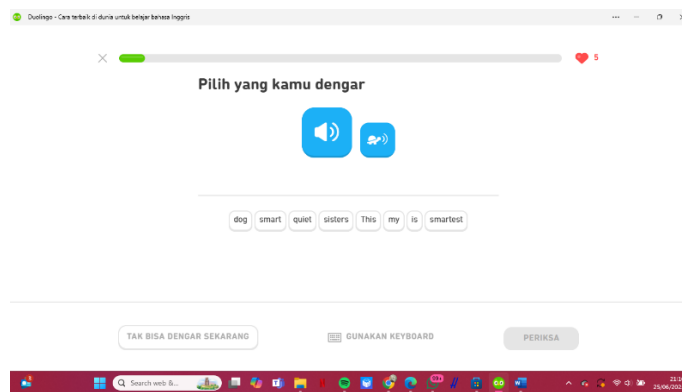 Duolingo - Cara terbaik di dunia untuk belajar bahasa Inggris
5
Pilih yang kamu dengar
dog smart quiet sisters This my is smartest
TAK BISA DENGAR SEKARANG
GUNAKAN KEYBOARD
PERIKSA
Search web &...
99+